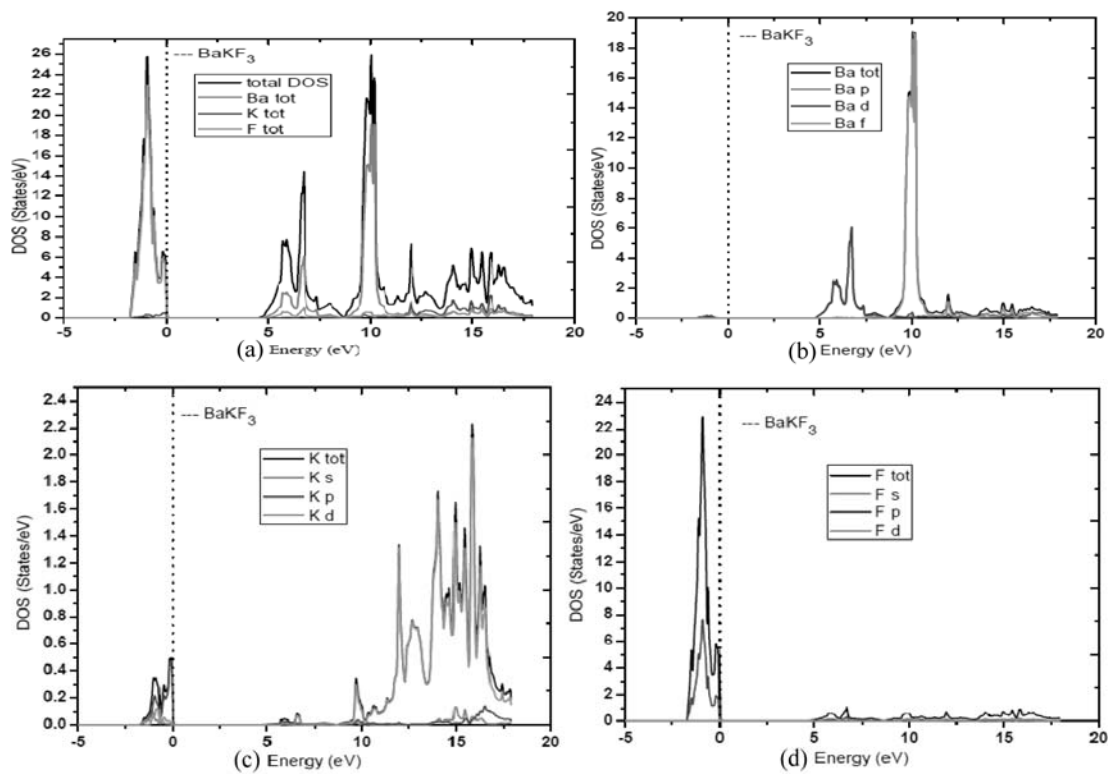 --- BaKF3
total DOS
Ba tot
K tot
F tot
DOS (States/eV)
26
24
22
20
18
16
14
12
10
8
6
4
2
0
-5 0 5 10 15 20
(a) Energy (eV)
--- BaKF3
Ba tot
Ba p
Ba d
Ba f
DOS (States/eV)
20
18
16
14
12
10
8
6
4
2
0
-5 0 5 10 15 20
(b) Energy (eV)
--- BaKF3
K tot
K s
K p
K d
DOS (States/eV)
2.2
2.0
1.8
1.6
1.4
1.2
1.0
0.8
0.6
0.4
0.2
0.0
-5 0 5 10 15 20
Energy (eV)
(c)
--- BaKF3
F tot
F s
F p
F d
DOS (States/eV)
24
22
20
18
16
14
12
10
8
6
4
2
0
-5 0 5 10 15 20
Energy (eV)
(d)